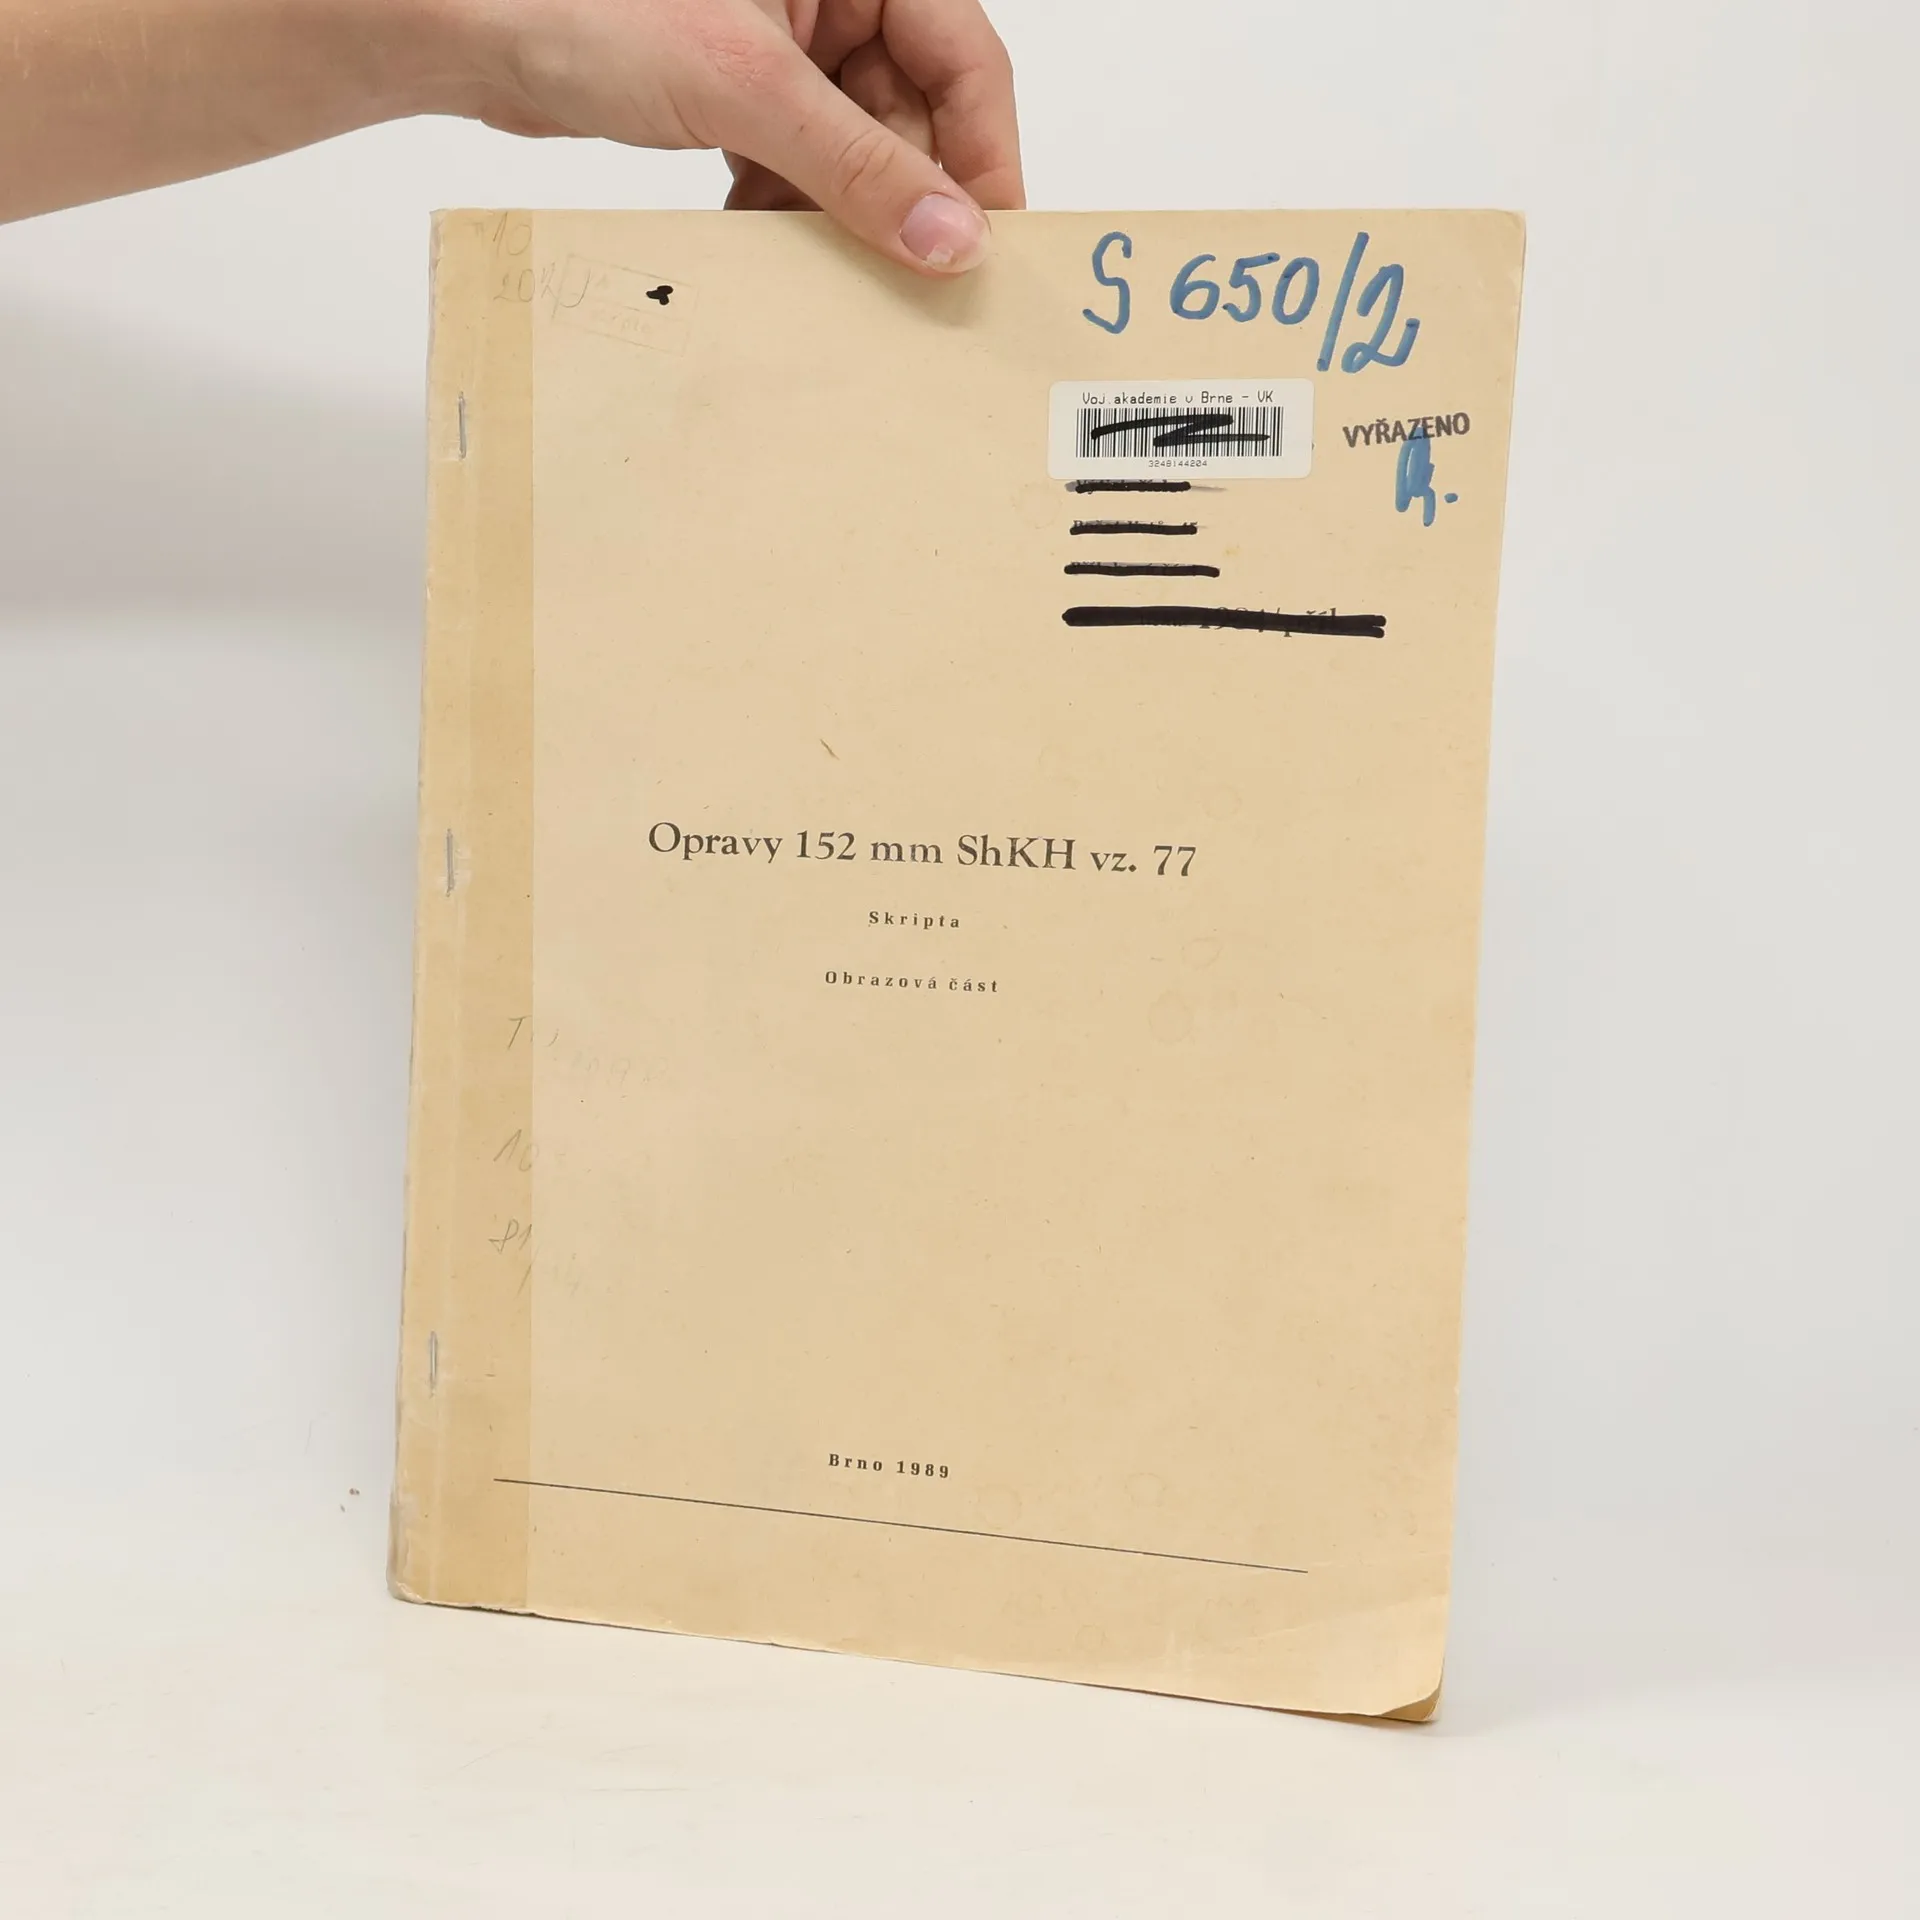 S 650/2
Voj.akademie v Brne - VK
3248144204
VYŘAZENO
Opravy 152 mm ShKH vz. 77
Skripta
Obrazová část
Brno 1989